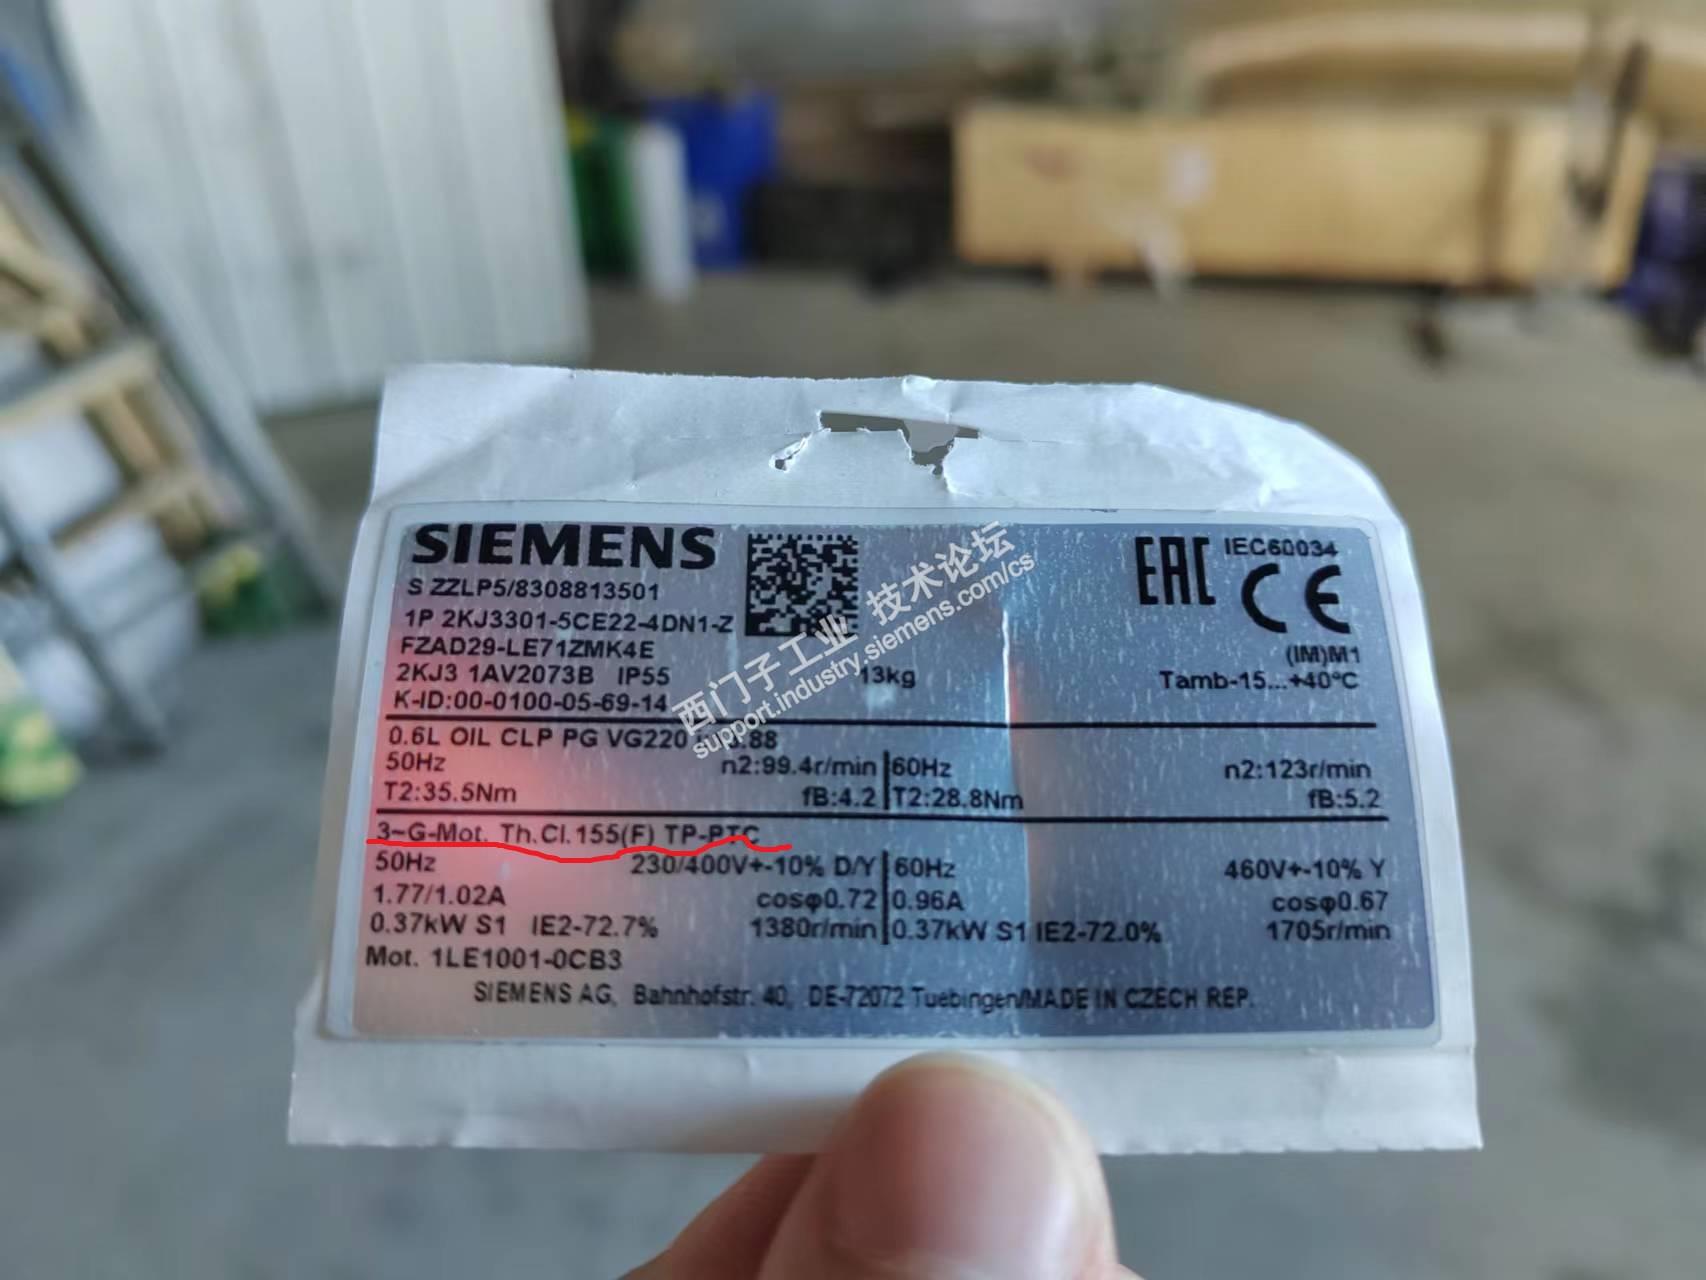 SIEMENS
S ZZLP5/8308813501
1P 2KJ3301-5CE22-4DN1-Z
FZAD29-LE71ZMK4E
2KJ3 1AV2073B IP55 13kg
K-ID:00-0100-05-69-14
EAC IEC60034
CE
(IM)M1
Tamb-15...+40°C
西门子工业 技术论坛
support.industry.siemens.com/cs
0.6L OIL CLP PG VG220
50Hz n2:99.4r/min 60Hz n2:123r/min
T2:35.5Nm fB:4.2 T2:28.8Nm fB:5.2
3~G-Mot. Th.Cl.155(F) TP-PTC
50Hz 230/400V+-10% D/Y 60Hz 460V+-10% Y
1.77/1.02A cosφ0.72 0.96A cosφ0.67
0.37kW S1 IE2-72.7% 1380r/min 0.37kW S1 IE2-72.0% 1705r/min
Mot. 1LE1001-0CB3
SIEMENS AG, Bahnhofstr. 40, DE-72072 Tuebingen/MADE IN CZECH REP.